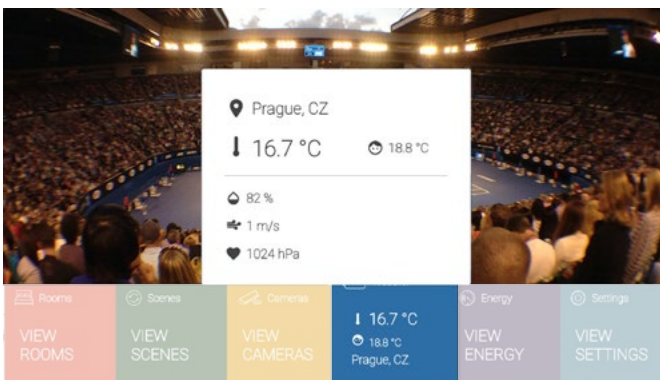 Prague, CZ
16.7 °C
18.8 °C
82 %
1 m/s
1024 hPa
Rooms
Scenes
Cameras
Energy
Settings
VIEW
ROOMS
VIEW
SCENES
VIEW
CAMERAS
16.7 °C
18.8 °C
Prague, CZ
VIEW
ENERGY
VIEW
SETTINGS